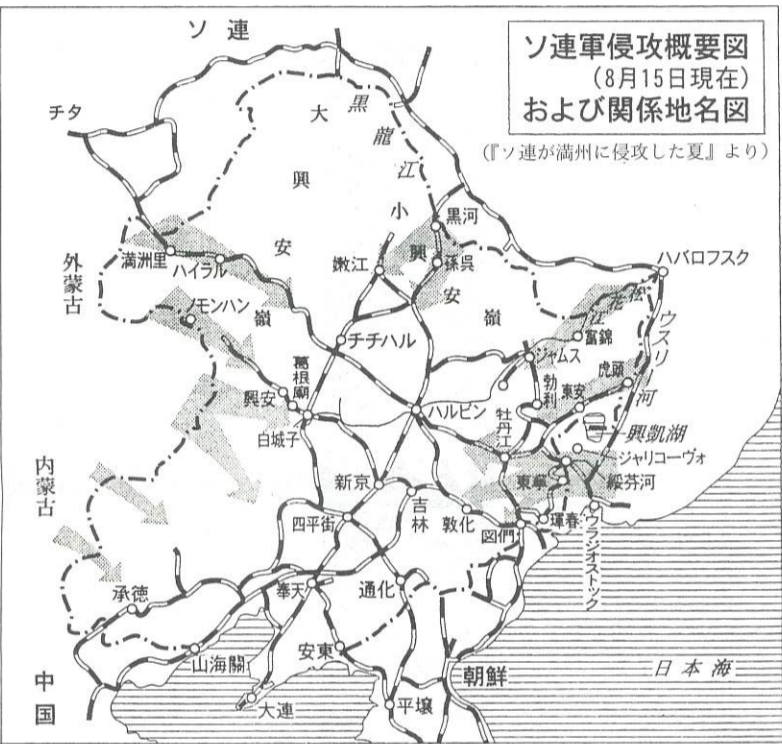 ソ連軍侵攻概要図
(8月15日現在)
および関係地名図
(『ソ連が満州に侵攻した夏』より)
ソ連
チタ
大興安嶺
黒龍江
小興安嶺
黒河
孫呉
嫩江
満洲里
ハイラル
外蒙古
ノモンハン
チチハル
ハバロフスク
松花江
富錦
ウスリ河
ジャムス
虎頭
勃利
東安
葛根廟
興安
白城子
ハルビン
牡丹江
興凱湖
ジャリコーヴォ
綏芬河
東寧
内蒙古
新京
吉林
敦化
四平街
図們
琿春
ウラジオストック
承徳
奉天
通化
山海關
安東
朝鮮
日本海
中国
大連
平壌